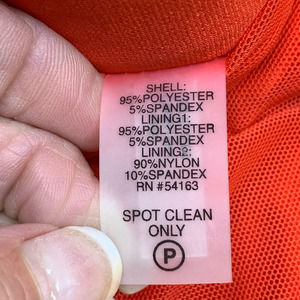 SHELL:
95%POLYESTER
5%SPANDEX
LINING1:
95%POLYESTER
5%SPANDEX
LINING2:
90%NYLON
10%SPANDEX
RN #54163
SPOT CLEAN
ONLY
P